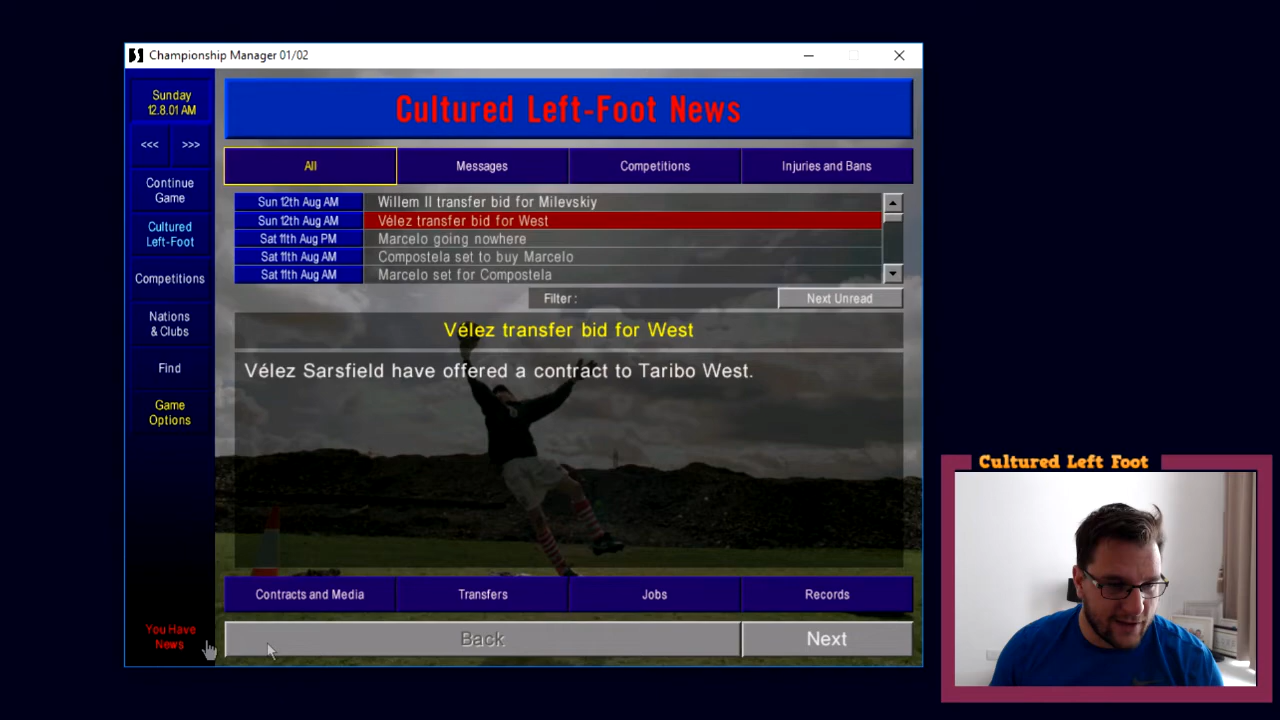 Championship Manager 01/02
Sunday
12.8.01 AM
<<< >>>
Continue
Game
Cultured
Left-Foot
Competitions
Nations
& Clubs
Find
Game
Options
You Have
News
Cultured Left-Foot News
All Messages Competitions Injuries and Bans
Sun 12th Aug AM Willem II transfer bid for Milevskiy
Sun 12th Aug AM Vélez transfer bid for West
Sat 11th Aug PM Marcelo going nowhere
Sat 11th Aug AM Compostela set to buy Marcelo
Sat 11th Aug AM Marcelo set for Compostela
Filter : Next Unread
Vélez transfer bid for West
Vélez Sarsfield have offered a contract to Taribo West.
Contracts and Media Transfers Jobs Records
Back Next
Cultured Left Foot